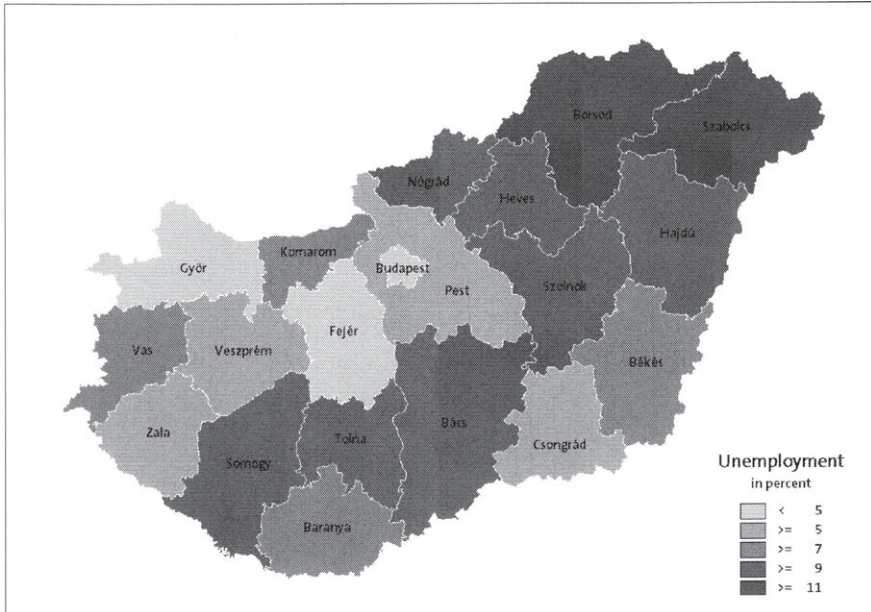 Borsod
Szabolcs
Nógrád
Heves
Hajdú
Komarom
Győr
Budapest
Pest
Szolnok
Fejér
Vas
Veszprém
Békés
Zala
Bács
Tolna
Csongrád
Somogy
Baranya
Unemployment
in percent
< 5
>= 5
>= 7
>= 9
>= 11